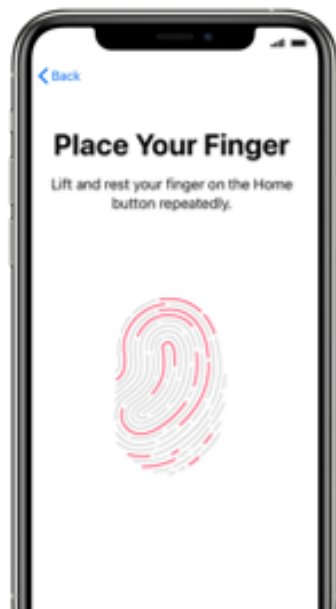 Back
Place Your Finger
Lift and rest your finger on the Home
button repeatedly.